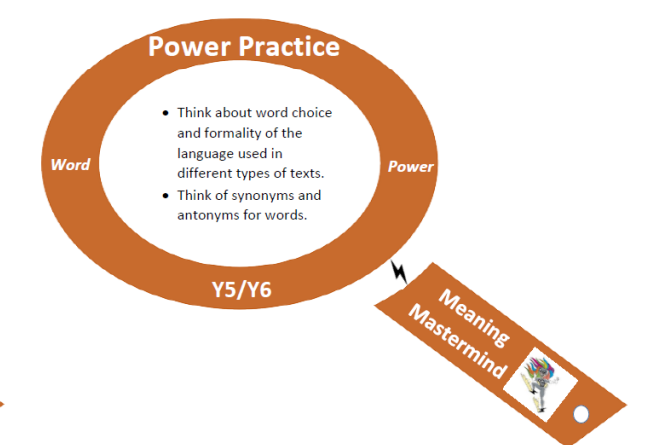 Power Practice
• Think about word choice
and formality of the
language used in
different types of texts.
• Think of synonyms and
antonyms for words.
Word
Power
Y5/Y6
Meaning
Mastermind